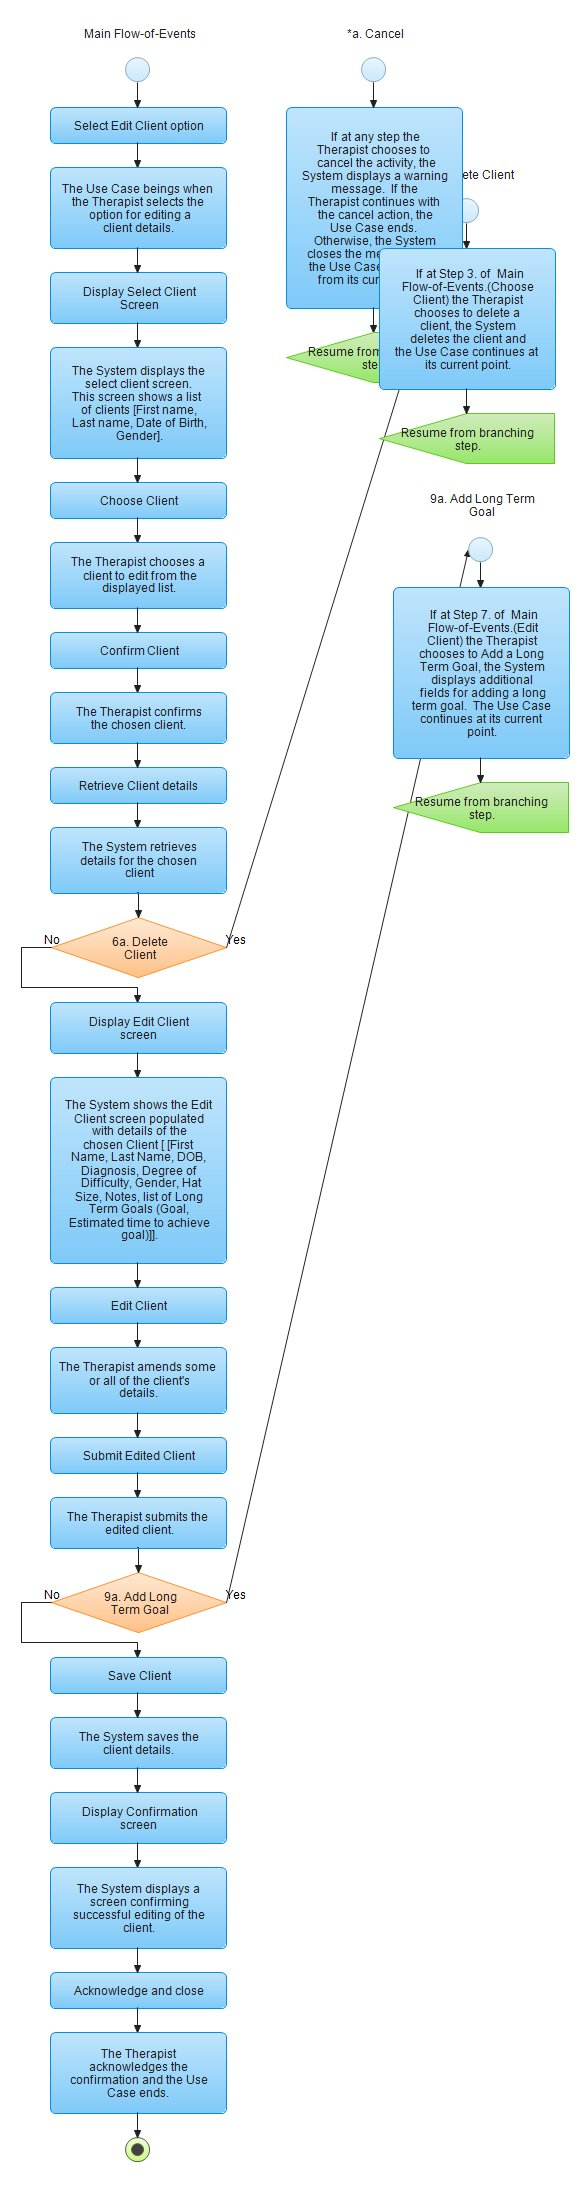 Main Flow-of-Events
Select Edit Client option
The Use Case beings when
the Therapist selects the
option for editing a
client details.
Display Select Client
Screen
The System displays the
select client screen.
This screen shows a list
of clients [First name,
Last name, Date of Birth,
Gender].
Choose Client
The Therapist chooses a
client to edit from the
displayed list.
Confirm Client
The Therapist confirms
the chosen client.
Retrieve Client details
The System retrieves
details for the chosen
client
No
6a. Delete
Client
Yes
Display Edit Client
screen
The System shows the Edit
Client screen populated
with details of the
chosen Client [ [First
Name, Last Name, DOB,
Diagnosis, Degree of
Difficulty, Gender, Hat
Size, Notes, list of Long
Term Goals (Goal,
Estimated time to achieve
goal)]].
Edit Client
The Therapist amends some
or all of the client's
details.
Submit Edited Client
The Therapist submits the
edited client.
No
9a. Add Long
Term Goal
Yes
Save Client
The System saves the
client details.
Display Confirmation
screen
The System displays a
screen confirming
successful editing of the
client.
Acknowledge and close
The Therapist
acknowledges the
confirmation and the Use
Case ends.
*a. Cancel
If at any step the
Therapist chooses to
cancel the activity, the
System displays a warning
message.  If the
Therapist continues with
the cancel action, the
Use Case ends.
Otherwise, the System
closes the
the Use Case
from its
Resume from
Client
If at Step 3. of  Main
Flow-of-Events.(Choose
Client) the Therapist
chooses to delete a
client, the System
deletes the client and
the Use Case continues at
its current point.
Resume from branching
step.
9a. Add Long Term
Goal
If at Step 7. of  Main
Flow-of-Events.(Edit
Client) the Therapist
chooses to Add a Long
Term Goal, the System
displays additional
fields for adding a long
term goal.  The Use Case
continues at its current
point.
Resume from branching
step.